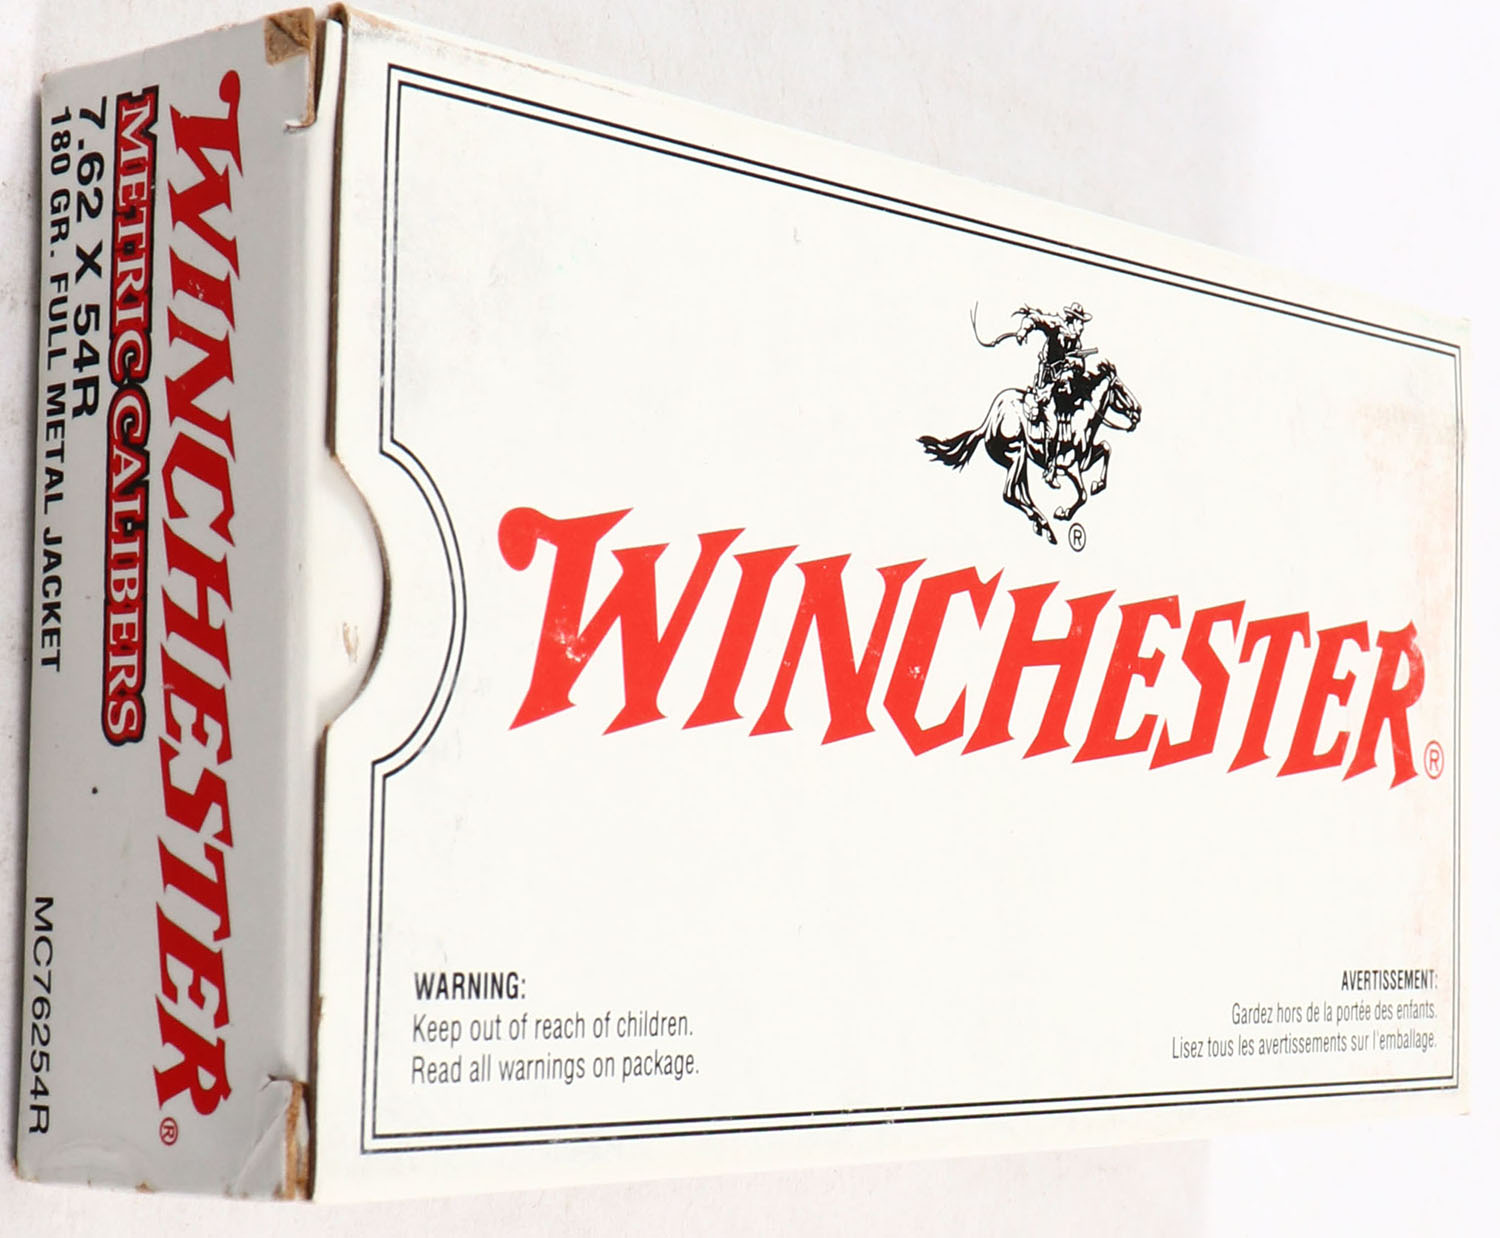 WINCHESTER®
METRIC CALIBERS
7.62 X 54R
180 GR. FULL METAL JACKET
MC76254R
®
WINCHESTER®
WARNING:
Keep out of reach of children.
Read all warnings on package.
AVERTISSEMENT:
Gardez hors de la portée des enfants.
Lisez tous les avertissements sur l'emballage.